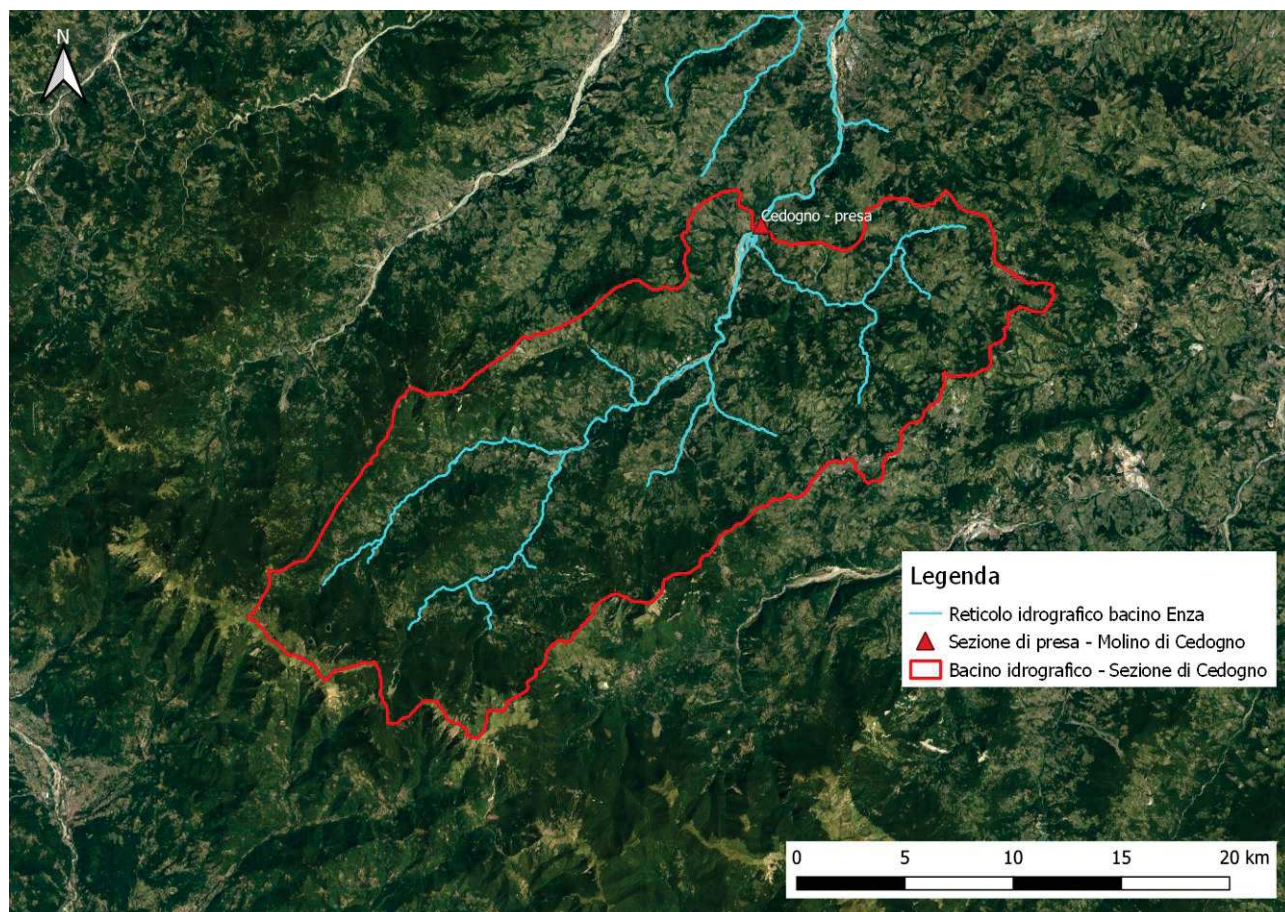 N
Cedogno - presa
Legenda
Reticolo idrografico bacino Enza
Sezione di presa - Molino di Cedogno
Bacino idrografico - Sezione di Cedogno
0 5 10 15 20 km